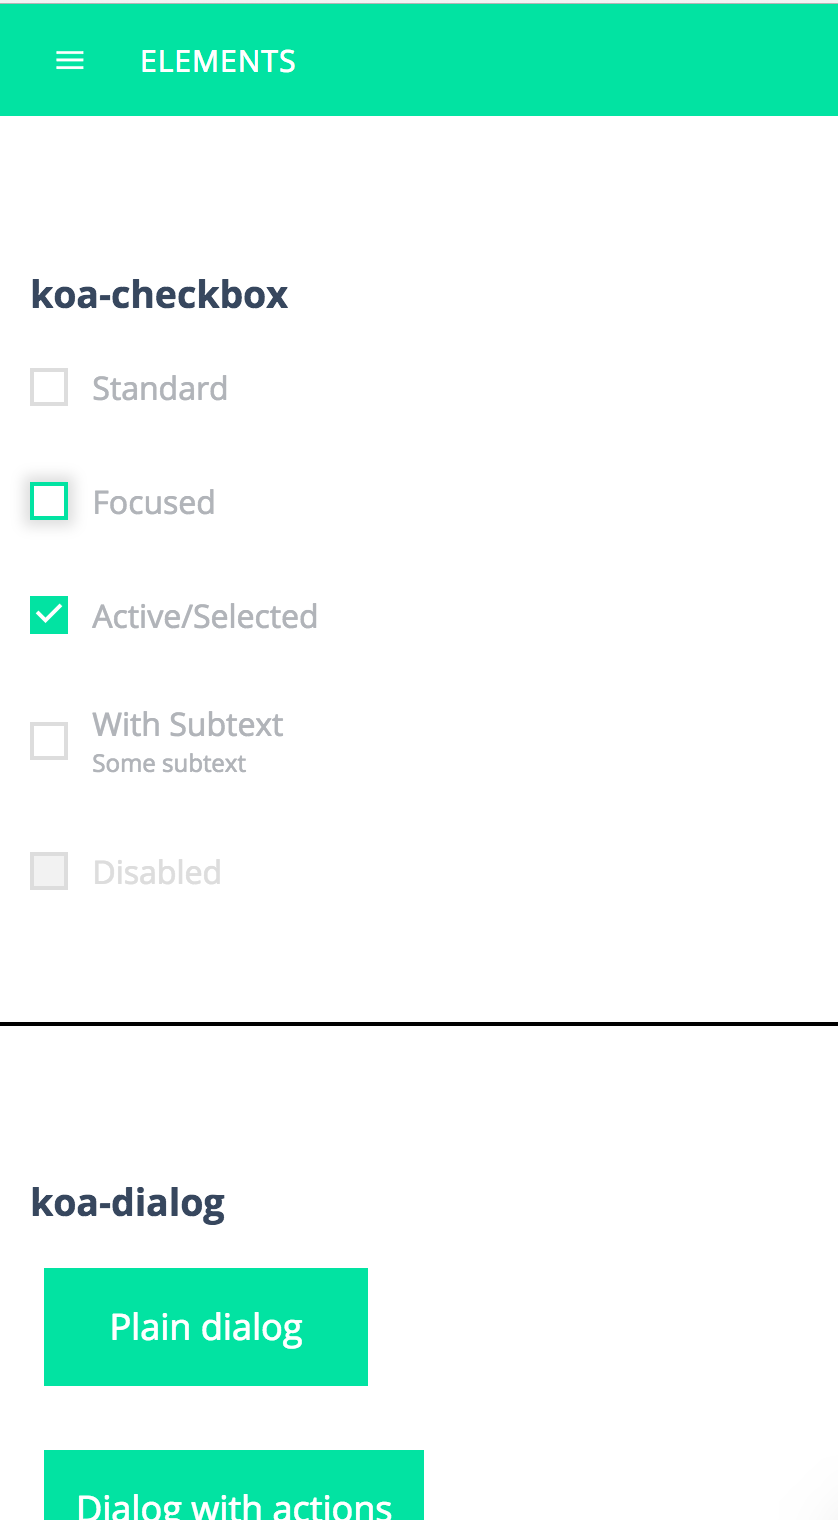 ELEMENTS
koa-checkbox
Standard
Focused
Active/Selected
With Subtext
Some subtext
Disabled
koa-dialog
Plain dialog
Dialog with actions